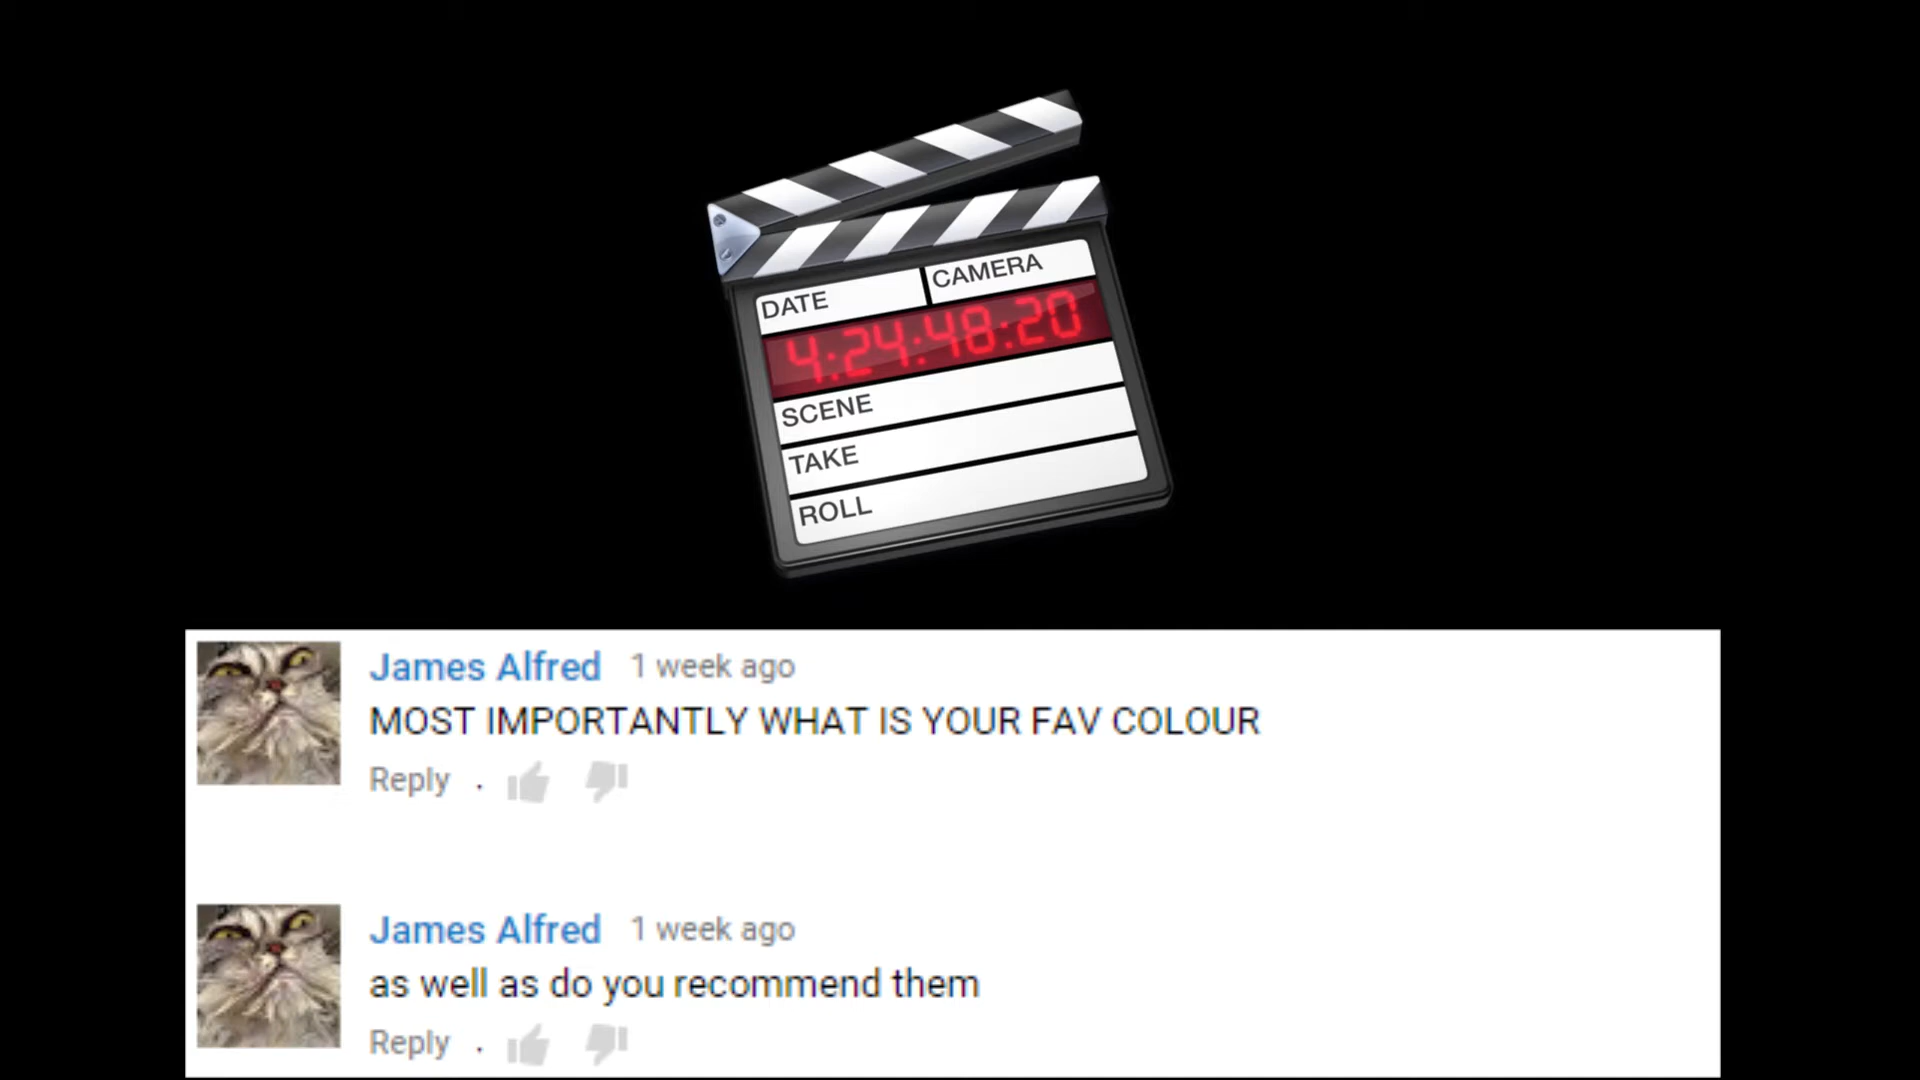 DATE
CAMERA
4:24:48:20
SCENE
TAKE
ROLL
James Alfred 1 week ago
MOST IMPORTANTLY WHAT IS YOUR FAV COLOUR
Reply .
James Alfred 1 week ago
as well as do you recommend them
Reply .